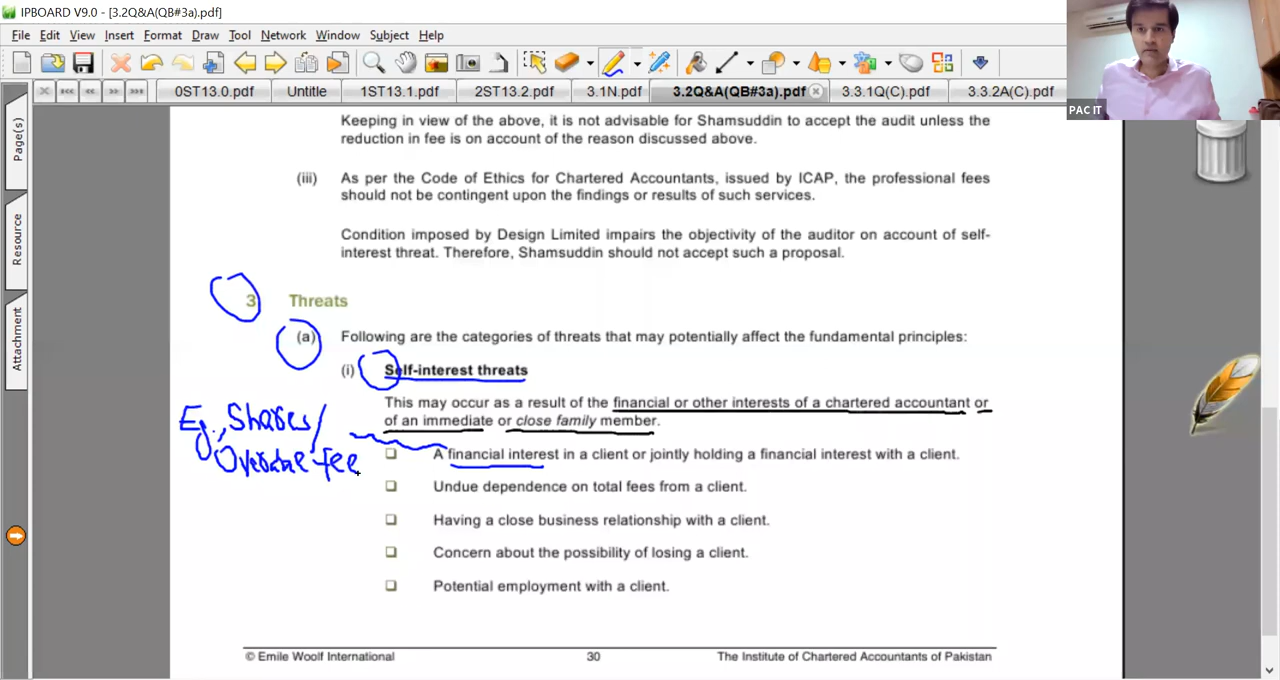 IPBOARD V9.0 - [3.2Q&A(QB#3a).pdf]
File Edit View Insert Format Draw Tool Network Window Subject Help
0ST13.0.pdf Untitle 1ST13.1.pdf 2ST13.2.pdf 3.1N.pdf 3.2Q&A(QB#3a).pdf 3.3.1Q(C).pdf 3.3.2A(C).pdf
PAC IT
Page(s)
Resource
Attachment
Keeping in view of the above, it is not advisable for Shamsuddin to accept the audit unless the
reduction in fee is on account of the reason discussed above.
(iii) As per the Code of Ethics for Chartered Accountants, issued by ICAP, the professional fees
should not be contingent upon the findings or results of such services.
Condition imposed by Design Limited impairs the objectivity of the auditor on account of self-
interest threat. Therefore, Shamsuddin should not accept such a proposal.
3 Threats
(a) Following are the categories of threats that may potentially affect the fundamental principles:
(i) Self-interest threats
This may occur as a result of the financial or other interests of a chartered accountant or
of an immediate or close family member.
Eg., Shares/
Overdue fee
A financial interest in a client or jointly holding a financial interest with a client.
Undue dependence on total fees from a client.
Having a close business relationship with a client.
Concern about the possibility of losing a client.
Potential employment with a client.
© Emile Woolf International 30 The Institute of Chartered Accountants of Pakistan